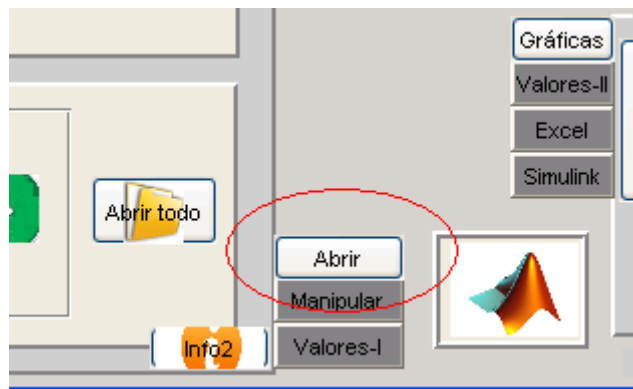 Gráficas
Valores-II
Excel
Simulink
Abrir todo
Abrir
Manipular
Valores-I
Info2